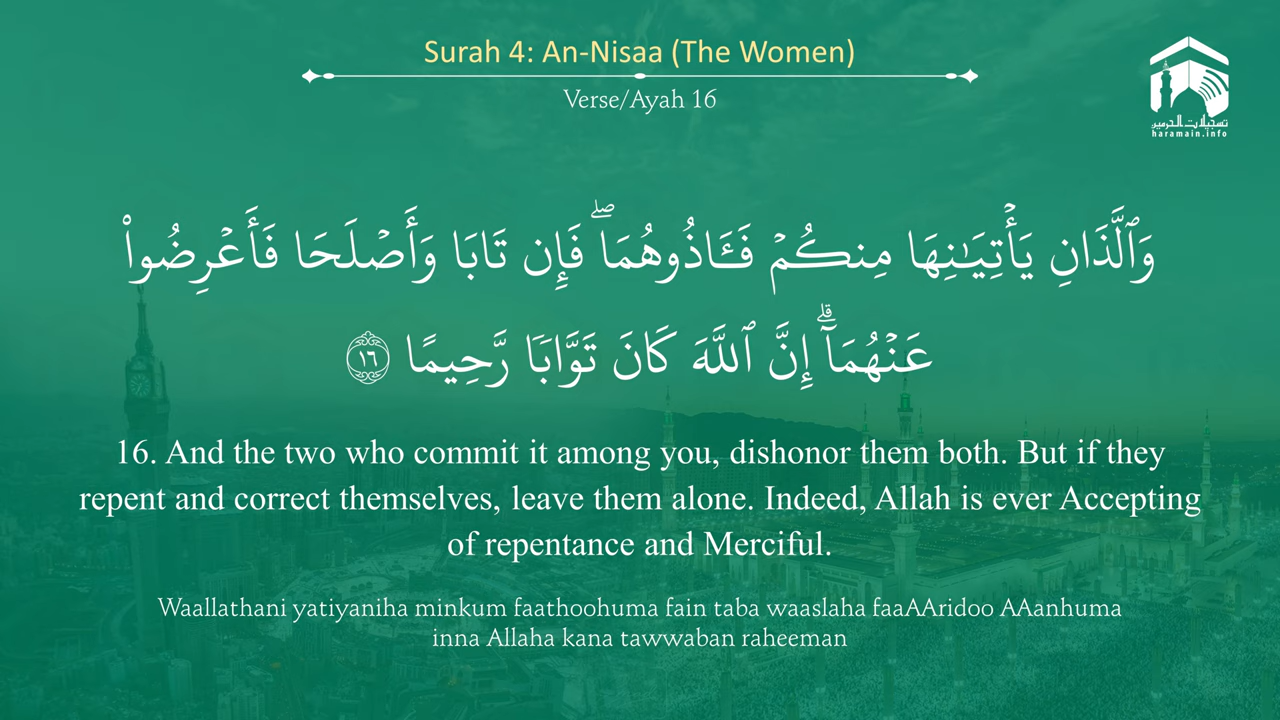 Surah 4: An-Nisaa (The Women)
Verse/Ayah 16
تسجيلات الحرمين
haramain.info
وَٱلَّذَانِ يَأۡتِيَٰنِهَا مِنكُمۡ فَـَٔاذُوهُمَاۖ فَإِن تَابَا وَأَصۡلَحَا فَأَعۡرِضُواْ
عَنۡهُمَآۗ إِنَّ ٱللَّهَ كَانَ تَوَّابٗا رَّحِيمًا ١٦
16. And the two who commit it among you, dishonor them both. But if they
repent and correct themselves, leave them alone. Indeed, Allah is ever Accepting
of repentance and Merciful.
Waallathani yatiyaniha minkum faathoohuma fain taba waaslaha faaAAridoo AAanhuma
inna Allaha kana tawwaban raheeman